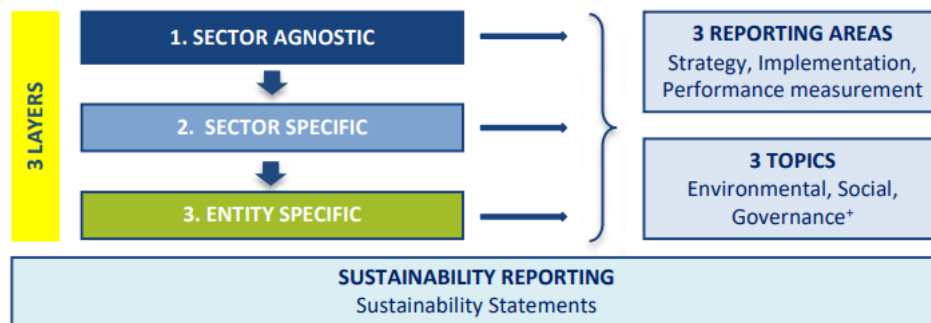 3 LAYERS
1. SECTOR AGNOSTIC
2. SECTOR SPECIFIC
3. ENTITY SPECIFIC
3 REPORTING AREAS
Strategy, Implementation,
Performance measurement
3 TOPICS
Environmental, Social,
Governance⁺
SUSTAINABILITY REPORTING
Sustainability Statements